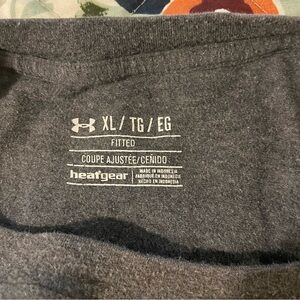 XL / TG / EG
FITTED
COUPE AJUSTÉE/CEÑIDO
heatgear
MADE IN INDONESIA
FABRIQUÉ EN INDONÉSIE
HECHO EN INDONESIA